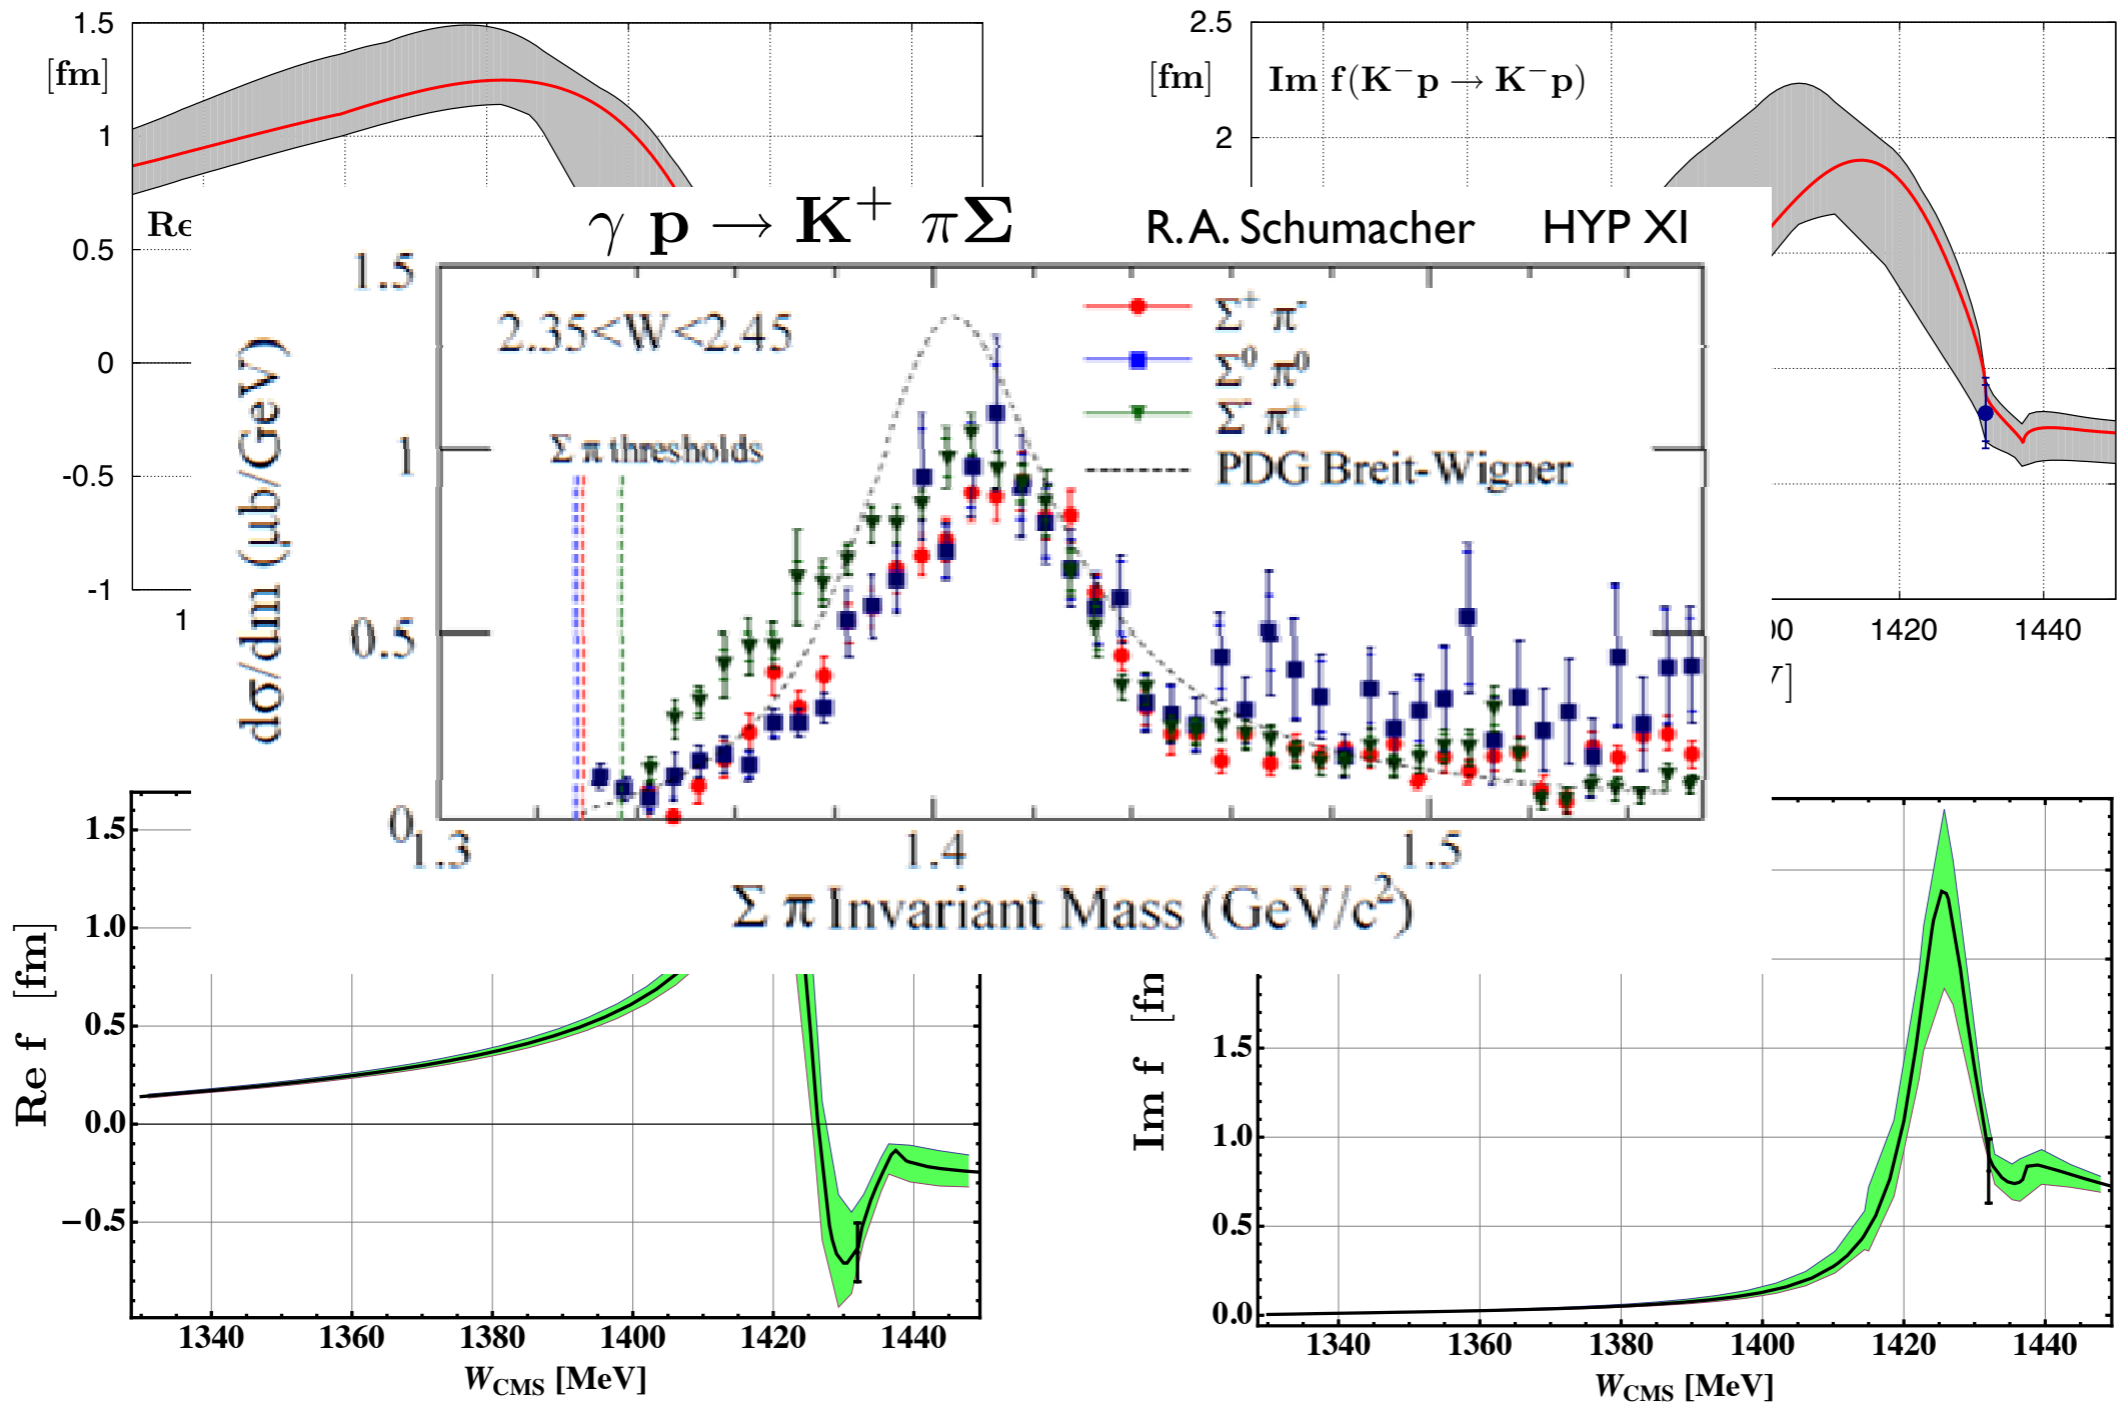 1.5
[fm]
1
Re
0.5
0
-0.5
-1
1
2.5
[fm]
Im f(K⁻p → K⁻p)
2
00
1420
1440
γ p → K⁺ πΣ
R.A. Schumacher
HYP XI
1.5
2.35<W<2.45
Σ⁺ π⁻
Σ⁰ π⁰
Σ⁻ π⁺
PDG Breit-Wigner
Σ π thresholds
1
0.5
0
dσ/dm (μb/GeV)
1.3
1.4
1.5
Σ π Invariant Mass (GeV/c²)
1.5
1.0
0.5
0.0
−0.5
Re f [fm]
1340
1360
1380
1400
1420
1440
W_CMS [MeV]
1.5
1.0
0.5
0.0
Im f
1340
1360
1380
1400
1420
1440
W_CMS [MeV]